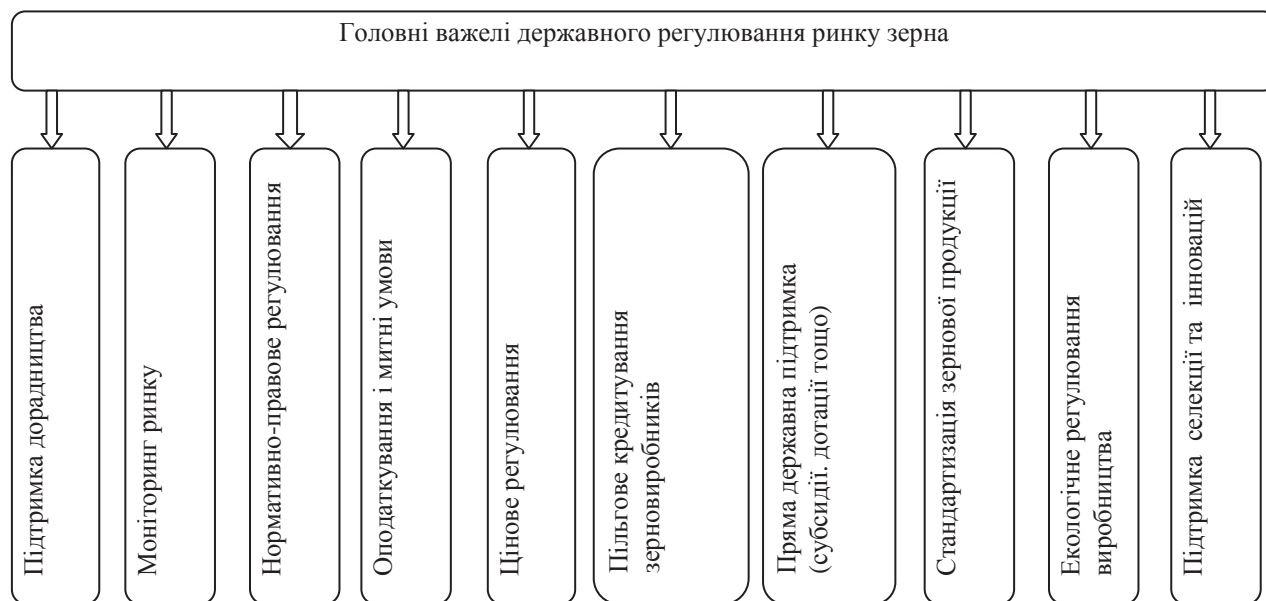 Головні важелі державного регулювання ринку зерна
Підтримка дорадництва
Моніторинг ринку
Нормативно-правове регулювання
Оподаткування і митні умови
Цінове регулювання
Пільгове кредитування
зерновиробників
Пряма державна підтримка
(субсидії. дотації тощо)
Стандартизація зернової продукції
Екологічне регулювання
виробництва
Підтримка селекції та інновацій